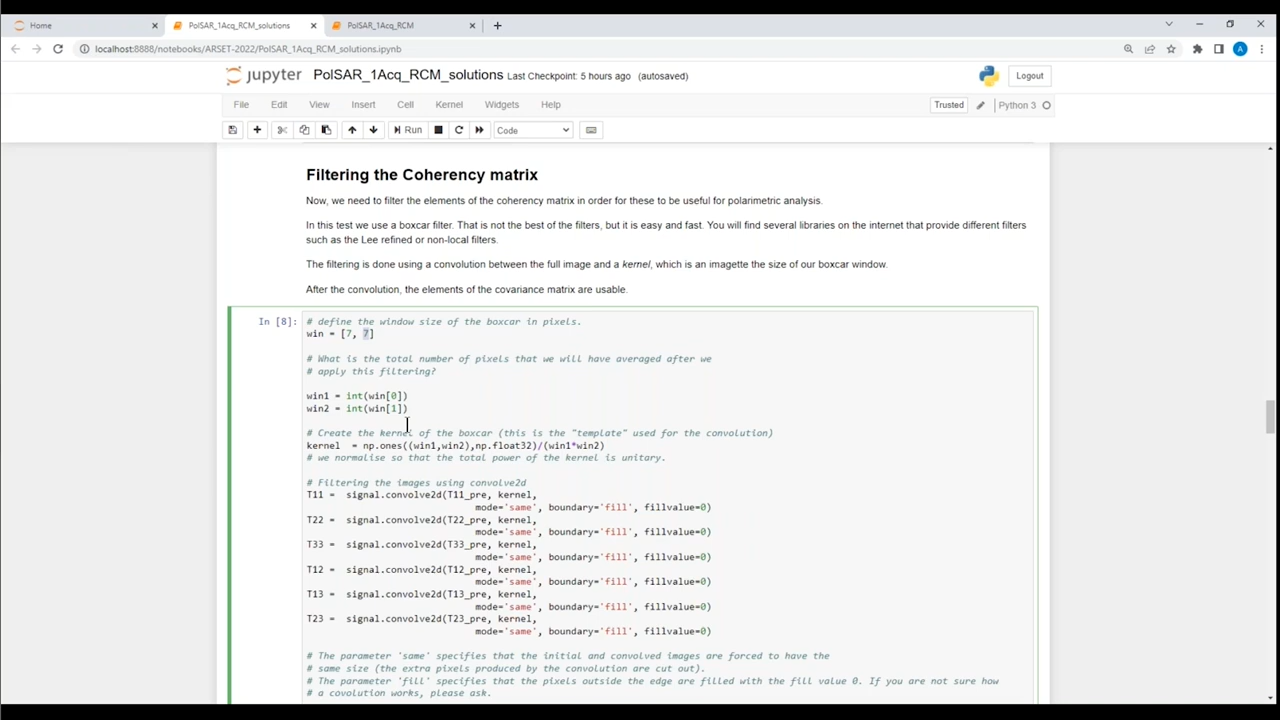 Home
PolSAR_1Acq_RCM_solutions
PolSAR_1Acq_RCM
localhost:8888/notebooks/ARSET-2022/PolSAR_1Acq_RCM_solutions.ipynb
A
jupyter PolSAR_1Acq_RCM_solutions Last Checkpoint: 5 hours ago (autosaved)
Logout
File Edit View Insert Cell Kernel Widgets Help
Trusted
Python 3
Run
Code
Filtering the Coherency matrix
Now, we need to filter the elements of the coherency matrix in order for these to be useful for polarimetric analysis.
In this test we use a boxcar filter. That is not the best of the filters, but it is easy and fast. You will find several libraries on the internet that provide different filters
such as the Lee refined or non-local filters.
The filtering is done using a convolution between the full image and a kernel, which is an imagette the size of our boxcar window.
After the convolution, the elements of the covariance matrix are usable.
In [8]:
# define the window size of the boxcar in pixels.
win = [7, 7]
# What is the total number of pixels that we will have averaged after we
# apply this filtering?
win1 = int(win[0])
win2 = int(win[1])
# Create the kernel of the boxcar (this is the "template" used for the convolution)
kernel  = np.ones((win1,win2),np.float32)/(win1*win2)
# we normalise so that the total power of the kernel is unitary.
# Filtering the images using convolve2d
T11 =  signal.convolve2d(T11_pre, kernel,
mode='same', boundary='fill', fillvalue=0)
T22 =  signal.convolve2d(T22_pre, kernel,
mode='same', boundary='fill', fillvalue=0)
T33 =  signal.convolve2d(T33_pre, kernel,
mode='same', boundary='fill', fillvalue=0)
T12 =  signal.convolve2d(T12_pre, kernel,
mode='same', boundary='fill', fillvalue=0)
T13 =  signal.convolve2d(T13_pre, kernel,
mode='same', boundary='fill', fillvalue=0)
T23 =  signal.convolve2d(T23_pre, kernel,
mode='same', boundary='fill', fillvalue=0)
# The parameter 'same' specifies that the initial and convolved images are forced to have the
# same size (the extra pixels produced by the convolution are cut out).
# The parameter 'fill' specifies that the pixels outside the edge are filled with the fill value 0. If you are not sure how
# a covolution works, please ask.